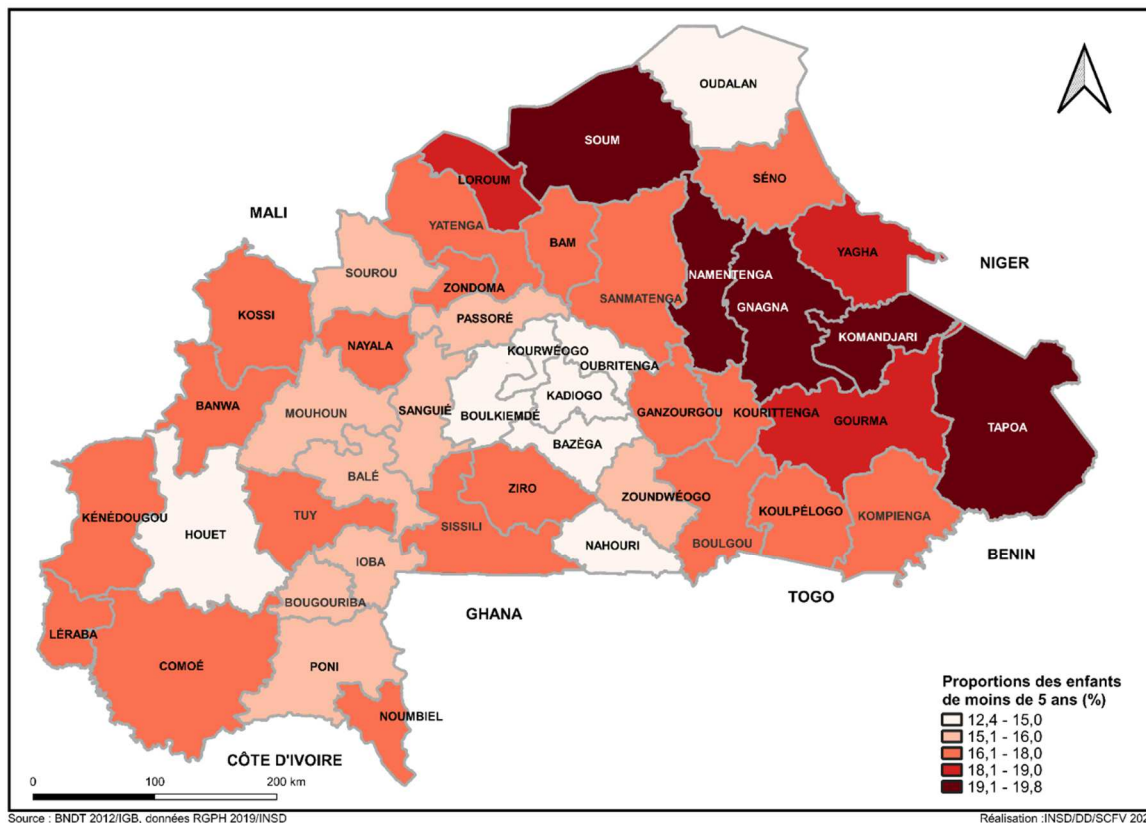 OUDALAN
SOUM
SÉNO
LOROUM
MALI
YATENGA
BAM
YAGHA
NIGER
SOUROU
NAMENTENGA
ZONDOMA
SANMATENGA
GNAGNA
KOSSI
PASSORÉ
KOMANDJARI
NAYALA
KOURWÉOGO
OUBRITENGA
BANWA
KADIOGO
MOUHOUN
SANGUIÉ
BOULKIEMDÉ
GANZOURGOU
KOURITTENGA
GOURMA
TAPOA
BAZÈGA
BALÉ
ZIRO
ZOUNDWÉOGO
KÉNÉDOUGOU
TUY
SISSILI
KOULPÉLOGO
KOMPIENGA
HOUET
NAHOURI
BOULGOU
BENIN
IOBA
BOUGOURIBA
TOGO
GHANA
LÉRABA
COMOÉ
PONI
NOUMBIEL
CÔTE D'IVOIRE
Proportions des enfants
de moins de 5 ans (%)
12,4 - 15,0
15,1 - 16,0
16,1 - 18,0
18,1 - 19,0
19,1 - 19,8
0 100 200 km
Source : BNDT 2012/IGB, données RGPH 2019/INSD
Réalisation :INSD/DD/SCFV